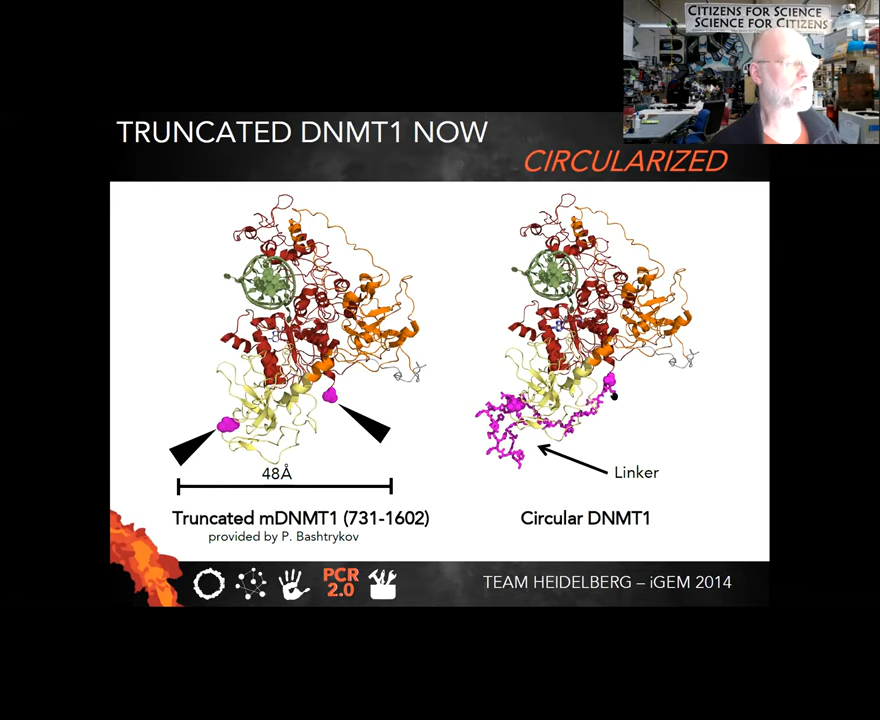 CITIZENS FOR SCIENCE
SCIENCE FOR CITIZENS
TRUNCATED DNMT1 NOW
CIRCULARIZED
48Å
Linker
Truncated mDNMT1 (731-1602)
provided by P. Bashtrykov
Circular DNMT1
PCR
2.0
TEAM HEIDELBERG – iGEM 2014